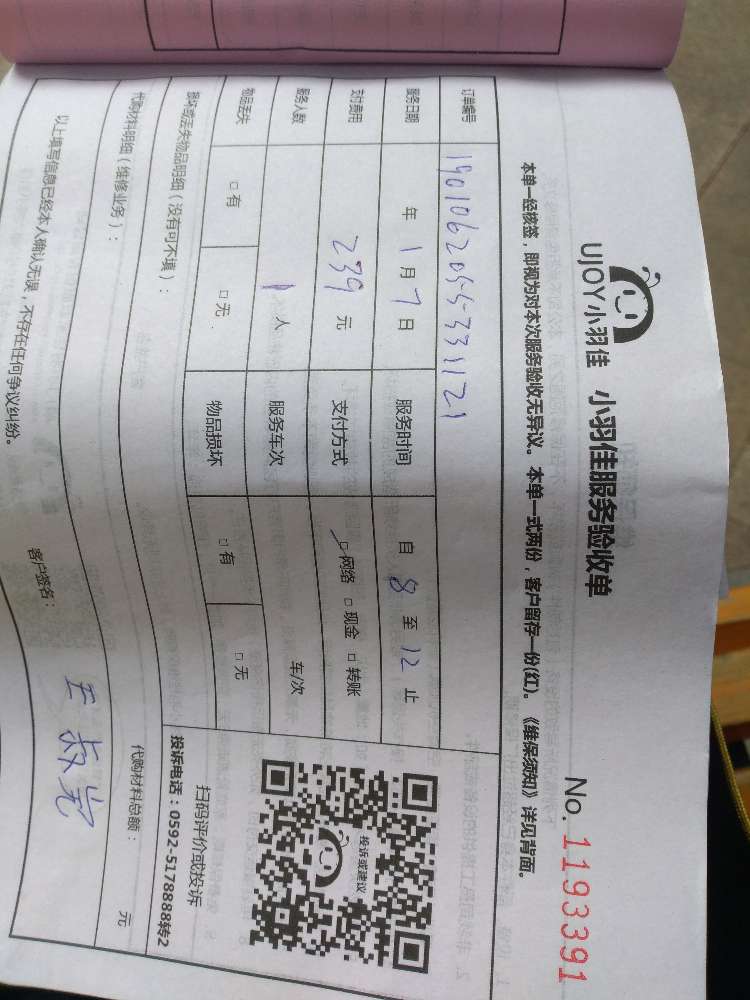 UJOY小羽佳 小羽佳服务验收单
No. 1193391
本单一经核签，即视为对本次服务验收无异议。本单一式两份，客户留存一份(红)。《维保须知》详见背面。
订单编号
服务日期 年 1 月 7 日 服务时间 自 8 至 12 止
支付费用 239 元 支付方式 □网络 □现金 □转账
服务人数 1 人 服务车次 车/次
物品丢失 □有 □无 物品损坏 □有 □无
投诉或建议
扫码评价或投诉
投诉电话：0592-5178888转2
损坏或丢失物品明细（没有可不填）：
代购材料明细（维修业务）： 代购材料总额： 元
以上填写信息已经本人确认无误，不存在任何争议纠纷。 客户签名：